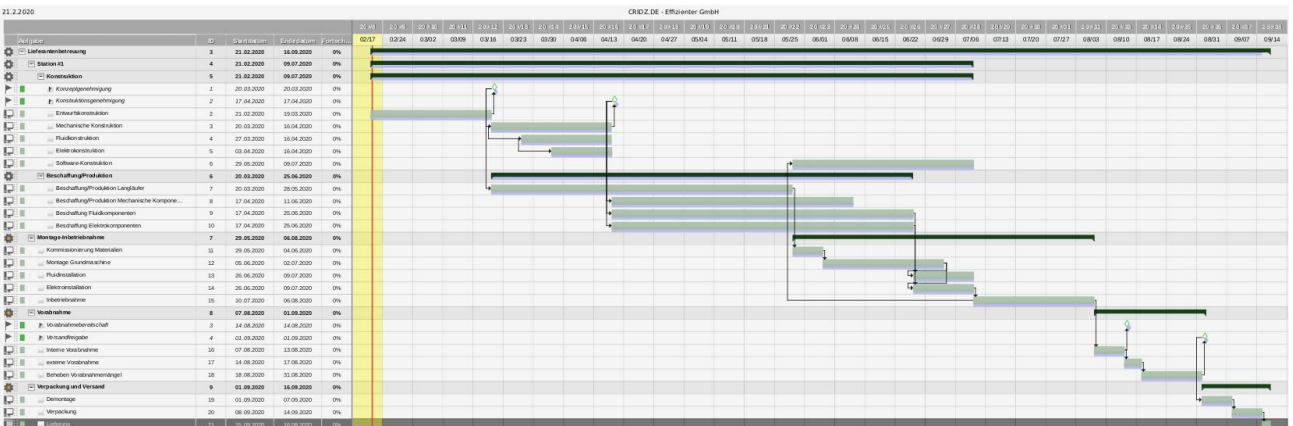 21.2.2020 CRIDZ.DE - Effizienter GmbH
Aufgabe ID Startdatum Enddatum Fortsch... 02/17 02/24 03/02 03/09 03/16 03/23 03/30 04/06 04/13 04/20 04/27 05/04 05/11 05/18 05/25 06/01 06/08 06/15 06/22 06/29 07/06 07/13 07/20 07/27 08/03 08/10 08/17 08/24 08/31 09/07 09/14
Lieferantenbetreuung 3 21.02.2020 16.09.2020 0%
Station #1 4 21.02.2020 09.07.2020 0%
Konstruktion 5 21.02.2020 09.07.2020 0%
Konzeptgenehmigung 1 20.03.2020 20.03.2020 0%
Konstruktionsgenehmigung 2 17.04.2020 17.04.2020 0%
Entwurfskonstruktion 2 21.02.2020 19.03.2020 0%
Mechanische Konstruktion 3 20.03.2020 16.04.2020 0%
Fluidkonstruktion 4 27.03.2020 16.04.2020 0%
Elektrokonstruktion 5 03.04.2020 16.04.2020 0%
Software-Konstruktion 6 29.05.2020 09.07.2020 0%
Beschaffung/Produktion 6 20.03.2020 25.06.2020 0%
Beschaffung/Produktion Langläufer 7 20.03.2020 28.05.2020 0%
Beschaffung/Produktion Mechanische Kompone... 8 17.04.2020 11.06.2020 0%
Beschaffung Fluidkomponenten 9 17.04.2020 25.06.2020 0%
Beschaffung Elektrokomponenten 10 17.04.2020 25.06.2020 0%
Montage-Inbetriebnahme 7 29.05.2020 06.08.2020 0%
Kommissionierung Materialien 11 29.05.2020 04.06.2020 0%
Montage Grundmaschine 12 05.06.2020 02.07.2020 0%
Fluidinstallation 13 26.06.2020 09.07.2020 0%
Elektroinstallation 14 26.06.2020 09.07.2020 0%
Inbetriebnahme 15 10.07.2020 06.08.2020 0%
Vorabnahme 8 07.08.2020 01.09.2020 0%
Vorabnahmebereitschaft 3 14.08.2020 14.08.2020 0%
Versandfreigabe 4 01.09.2020 01.09.2020 0%
Interne Vorabnahme 16 07.08.2020 13.08.2020 0%
externe Vorabnahme 17 14.08.2020 17.08.2020 0%
Beheben Vorabnahmemängel 18 18.08.2020 31.08.2020 0%
Verpackung und Versand 9 01.09.2020 16.09.2020 0%
Demontage 19 01.09.2020 07.09.2020 0%
Verpackung 20 08.09.2020 14.09.2020 0%
Lieferung 21 15.09.2020 16.09.2020 0%